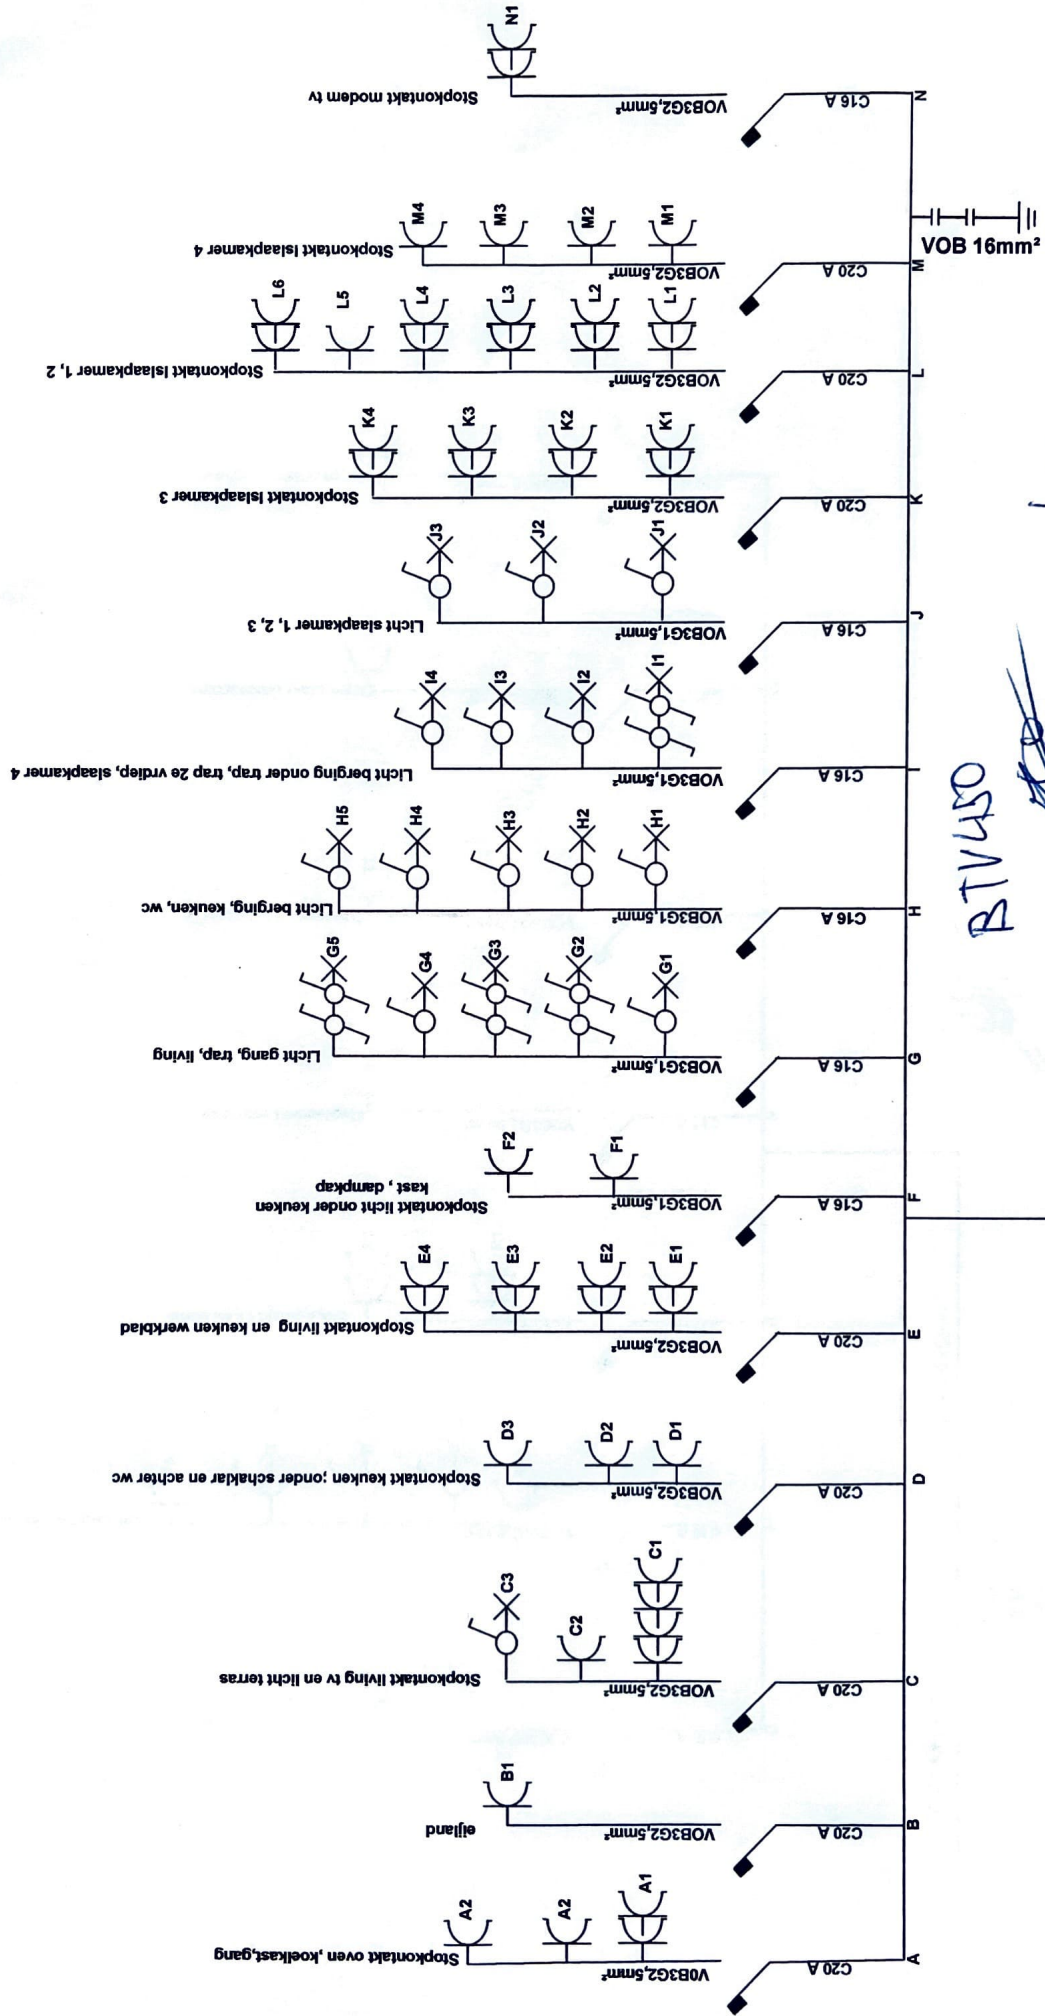 Stopkontakt oven , koelkast,gang
A2
A2
A1
V0B3G2,5mm²
C20 A
A
eijland
B1
VOB3G2,5mm²
C20 A
B
Stopkontakt living tv en licht terras
C3
C2
C1
VOB3G2,5mm²
C20 A
C
Stopkontakt keuken ;onder schaklar en achter wc
D3
D2
D1
VOB3G2,5mm²
C20 A
D
Stopkontakt living en keuken werkblad
E4
E3
E2
E1
VOB3G2,5mm²
C20 A
E
Stopkontakt licht onder keuken
kast , dampkap
F2
F1
VOB3G1,5mm²
C16 A
F
Licht gang, trap, living
G5
G4
G3
G2
G1
VOB3G1,5mm²
C16 A
G
Licht berging, keuken, wc
H5
H4
H3
H2
H1
VOB3G1,5mm²
C16 A
H
Licht berging onder trap, trap 2e vrdiep, slaapkamer 4
I4
I3
I2
I1
VOB3G1,5mm²
C16 A
I
Licht slaapkamer 1, 2, 3
J3
J2
J1
VOB3G1,5mm²
C16 A
J
Stopkontakt lslaapkamer 3
K4
K3
K2
K1
VOB3G2,5mm²
C20 A
K
Stopkontakt lslaapkamer 1, 2
L6
L5
L4
L3
L2
L1
VOB3G2,5mm²
C20 A
L
Stopkontakt lslaapkamer 4
M4
M3
M2
M1
VOB3G2,5mm²
C20 A
M
Stopkontakt modem tv
N1
VOB3G2,5mm²
C16 A
N
VOB 16mm²